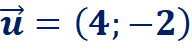 u⃗ = (4; −2)